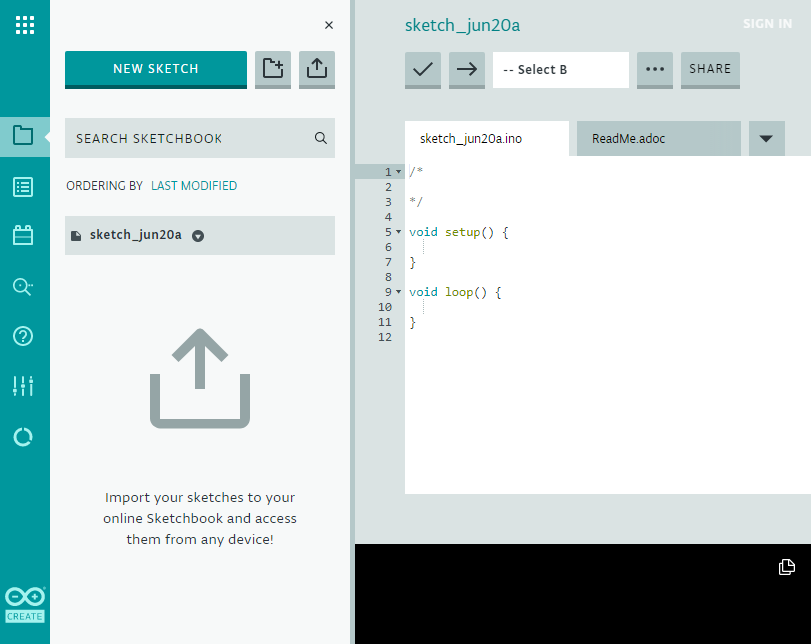 NEW SKETCH
SEARCH SKETCHBOOK
ORDERING BY LAST MODIFIED
sketch_jun20a
Import your sketches to your
online Sketchbook and access
them from any device!
CREATE
sketch_jun20a
SIGN IN
-- Select B
SHARE
sketch_jun20a.ino
ReadMe.adoc
1 /*
2
3 */
4
5 void setup() {
6
7 }
8
9 void loop() {
10
11 }
12